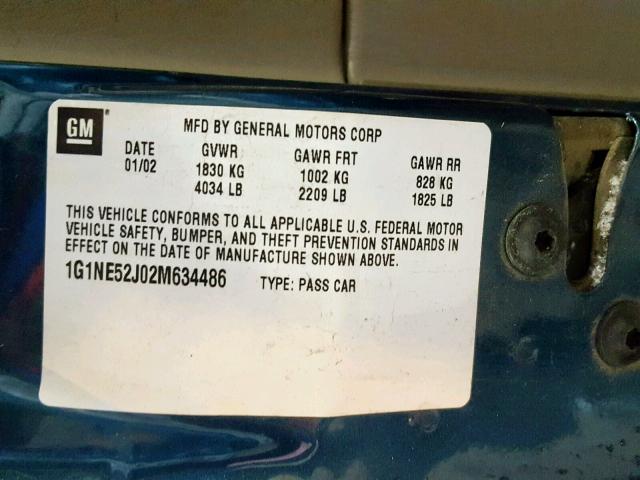 GM
MFD BY GENERAL MOTORS CORP
DATE GVWR GAWR FRT GAWR RR
01/02 1830 KG 1002 KG 828 KG
4034 LB 2209 LB 1825 LB
THIS VEHICLE CONFORMS TO ALL APPLICABLE U.S. FEDERAL MOTOR
VEHICLE SAFETY, BUMPER, AND THEFT PREVENTION STANDARDS IN
EFFECT ON THE DATE OF MANUFACTURE SHOWN ABOVE.
1G1NE52J02M634486 TYPE: PASS CAR